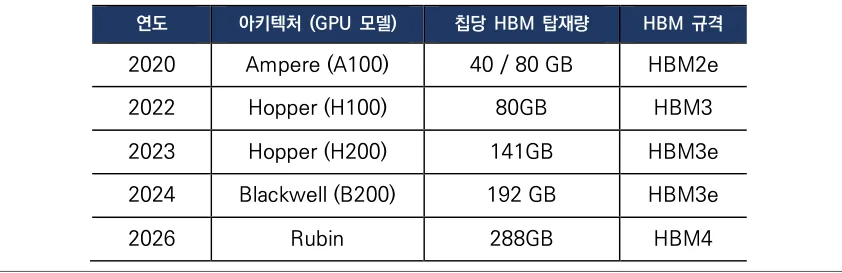 연도 아키텍처 (GPU 모델) 칩당 HBM 탑재량 HBM 규격
2020 Ampere (A100) 40 / 80 GB HBM2e
2022 Hopper (H100) 80GB HBM3
2023 Hopper (H200) 141GB HBM3e
2024 Blackwell (B200) 192 GB HBM3e
2026 Rubin 288GB HBM4